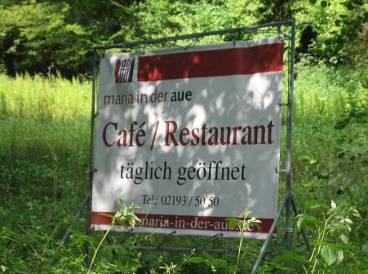 maria in der aue
Café / Restaurant
täglich geöffnet
Tel.: 02193 / 50 50
maria-in-der-aue